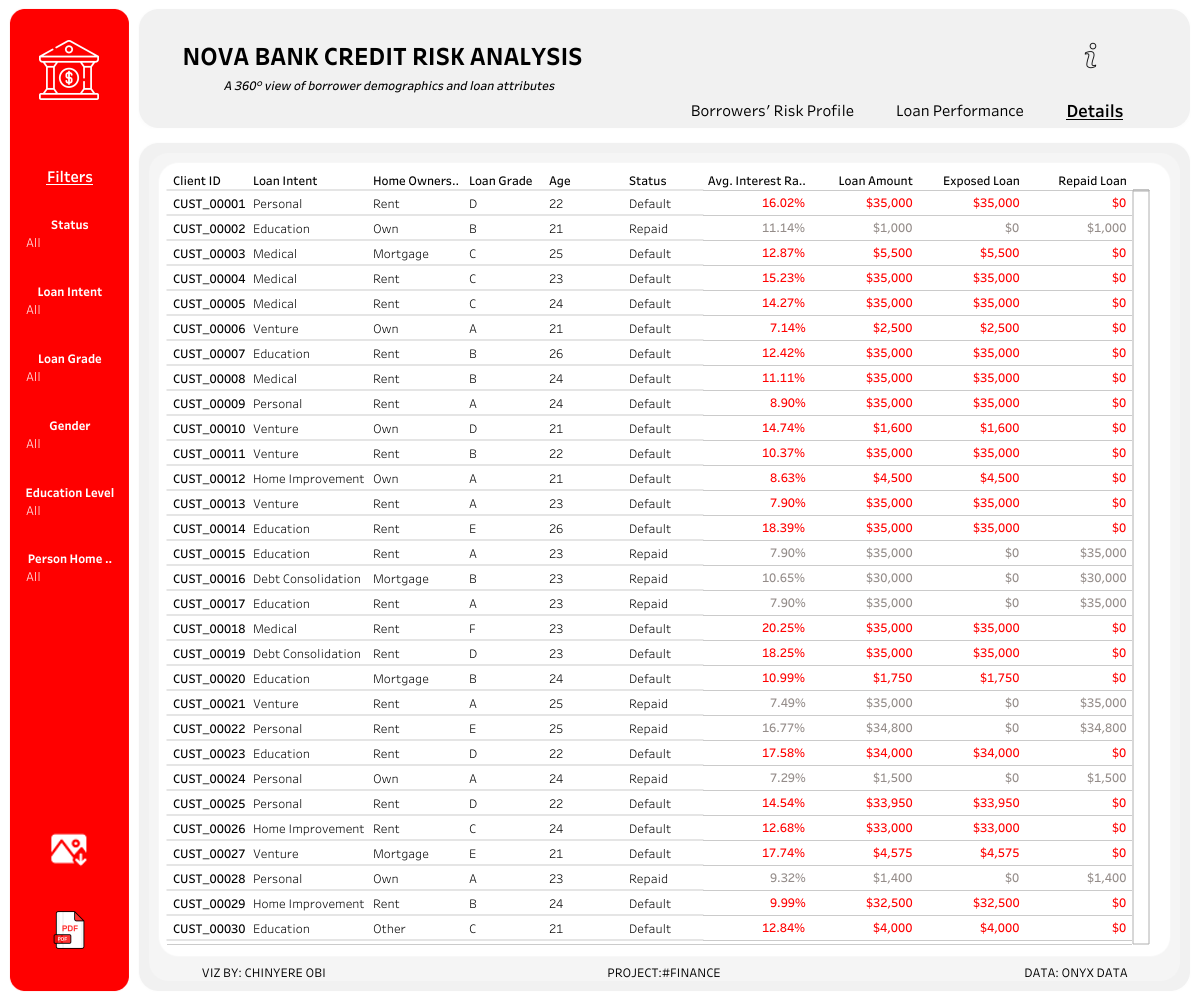 NOVA BANK CREDIT RISK ANALYSIS
A 360º view of borrower demographics and loan attributes
Borrowers' Risk Profile Loan Performance Details
Filters
Status
All
Loan Intent
All
Loan Grade
All
Gender
All
Education Level
All
Person Home ..
All
PDF
PDF
Client ID Loan Intent Home Owners.. Loan Grade Age Status Avg. Interest Ra.. Loan Amount Exposed Loan Repaid Loan
CUST_00001 Personal Rent D 22 Default 16.02% $35,000 $35,000 $0
CUST_00002 Education Own B 21 Repaid 11.14% $1,000 $0 $1,000
CUST_00003 Medical Mortgage C 25 Default 12.87% $5,500 $5,500 $0
CUST_00004 Medical Rent C 23 Default 15.23% $35,000 $35,000 $0
CUST_00005 Medical Rent C 24 Default 14.27% $35,000 $35,000 $0
CUST_00006 Venture Own A 21 Default 7.14% $2,500 $2,500 $0
CUST_00007 Education Rent B 26 Default 12.42% $35,000 $35,000 $0
CUST_00008 Medical Rent B 24 Default 11.11% $35,000 $35,000 $0
CUST_00009 Personal Rent A 24 Default 8.90% $35,000 $35,000 $0
CUST_00010 Venture Own D 21 Default 14.74% $1,600 $1,600 $0
CUST_00011 Venture Rent B 22 Default 10.37% $35,000 $35,000 $0
CUST_00012 Home Improvement Own A 21 Default 8.63% $4,500 $4,500 $0
CUST_00013 Venture Rent A 23 Default 7.90% $35,000 $35,000 $0
CUST_00014 Education Rent E 26 Default 18.39% $35,000 $35,000 $0
CUST_00015 Education Rent A 23 Repaid 7.90% $35,000 $0 $35,000
CUST_00016 Debt Consolidation Mortgage B 23 Repaid 10.65% $30,000 $0 $30,000
CUST_00017 Education Rent A 23 Repaid 7.90% $35,000 $0 $35,000
CUST_00018 Medical Rent F 23 Default 20.25% $35,000 $35,000 $0
CUST_00019 Debt Consolidation Rent D 23 Default 18.25% $35,000 $35,000 $0
CUST_00020 Education Mortgage B 24 Default 10.99% $1,750 $1,750 $0
CUST_00021 Venture Rent A 25 Repaid 7.49% $35,000 $0 $35,000
CUST_00022 Personal Rent E 25 Repaid 16.77% $34,800 $0 $34,800
CUST_00023 Education Rent D 22 Default 17.58% $34,000 $34,000 $0
CUST_00024 Personal Own A 24 Repaid 7.29% $1,500 $0 $1,500
CUST_00025 Personal Rent D 22 Default 14.54% $33,950 $33,950 $0
CUST_00026 Home Improvement Rent C 24 Default 12.68% $33,000 $33,000 $0
CUST_00027 Venture Mortgage E 21 Default 17.74% $4,575 $4,575 $0
CUST_00028 Personal Own A 23 Repaid 9.32% $1,400 $0 $1,400
CUST_00029 Home Improvement Rent B 24 Default 9.99% $32,500 $32,500 $0
CUST_00030 Education Other C 21 Default 12.84% $4,000 $4,000 $0
VIZ BY: CHINYERE OBI PROJECT:#FINANCE DATA: ONYX DATA